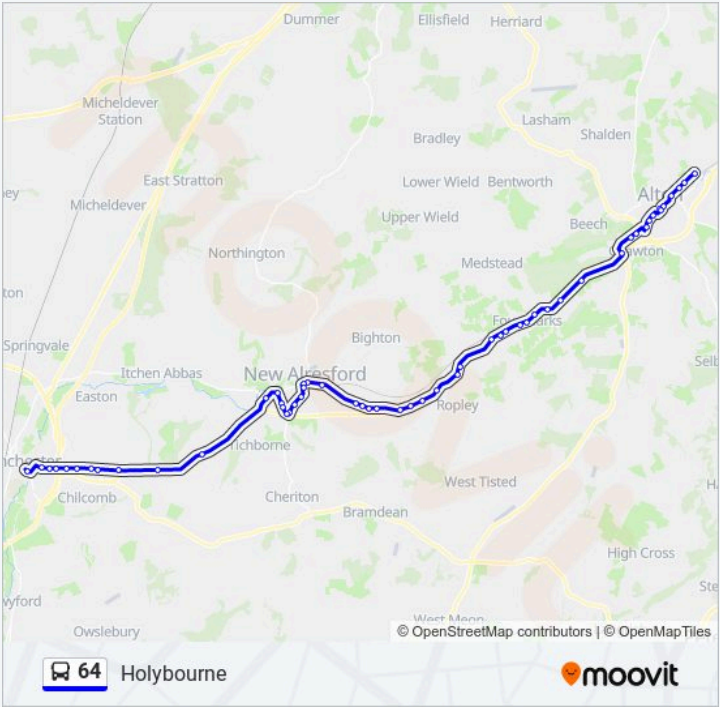 Dummer
Ellisfield
Herriard
Micheldever
Station
Lasham
Shalden
Bradley
East Stratton
Lower Wield
Bentworth
Micheldever
Upper Wield
Beech
Northington
Medstead
Bighton
Springvale
Itchen Abbas
New Alresford
Easton
Ropley
Chilcomb
Cheriton
West Tisted
Bramdean
High Cross
Owslebury
West Meon
© OpenStreetMap contributors | © OpenMapTiles
64 Holybourne
moovit